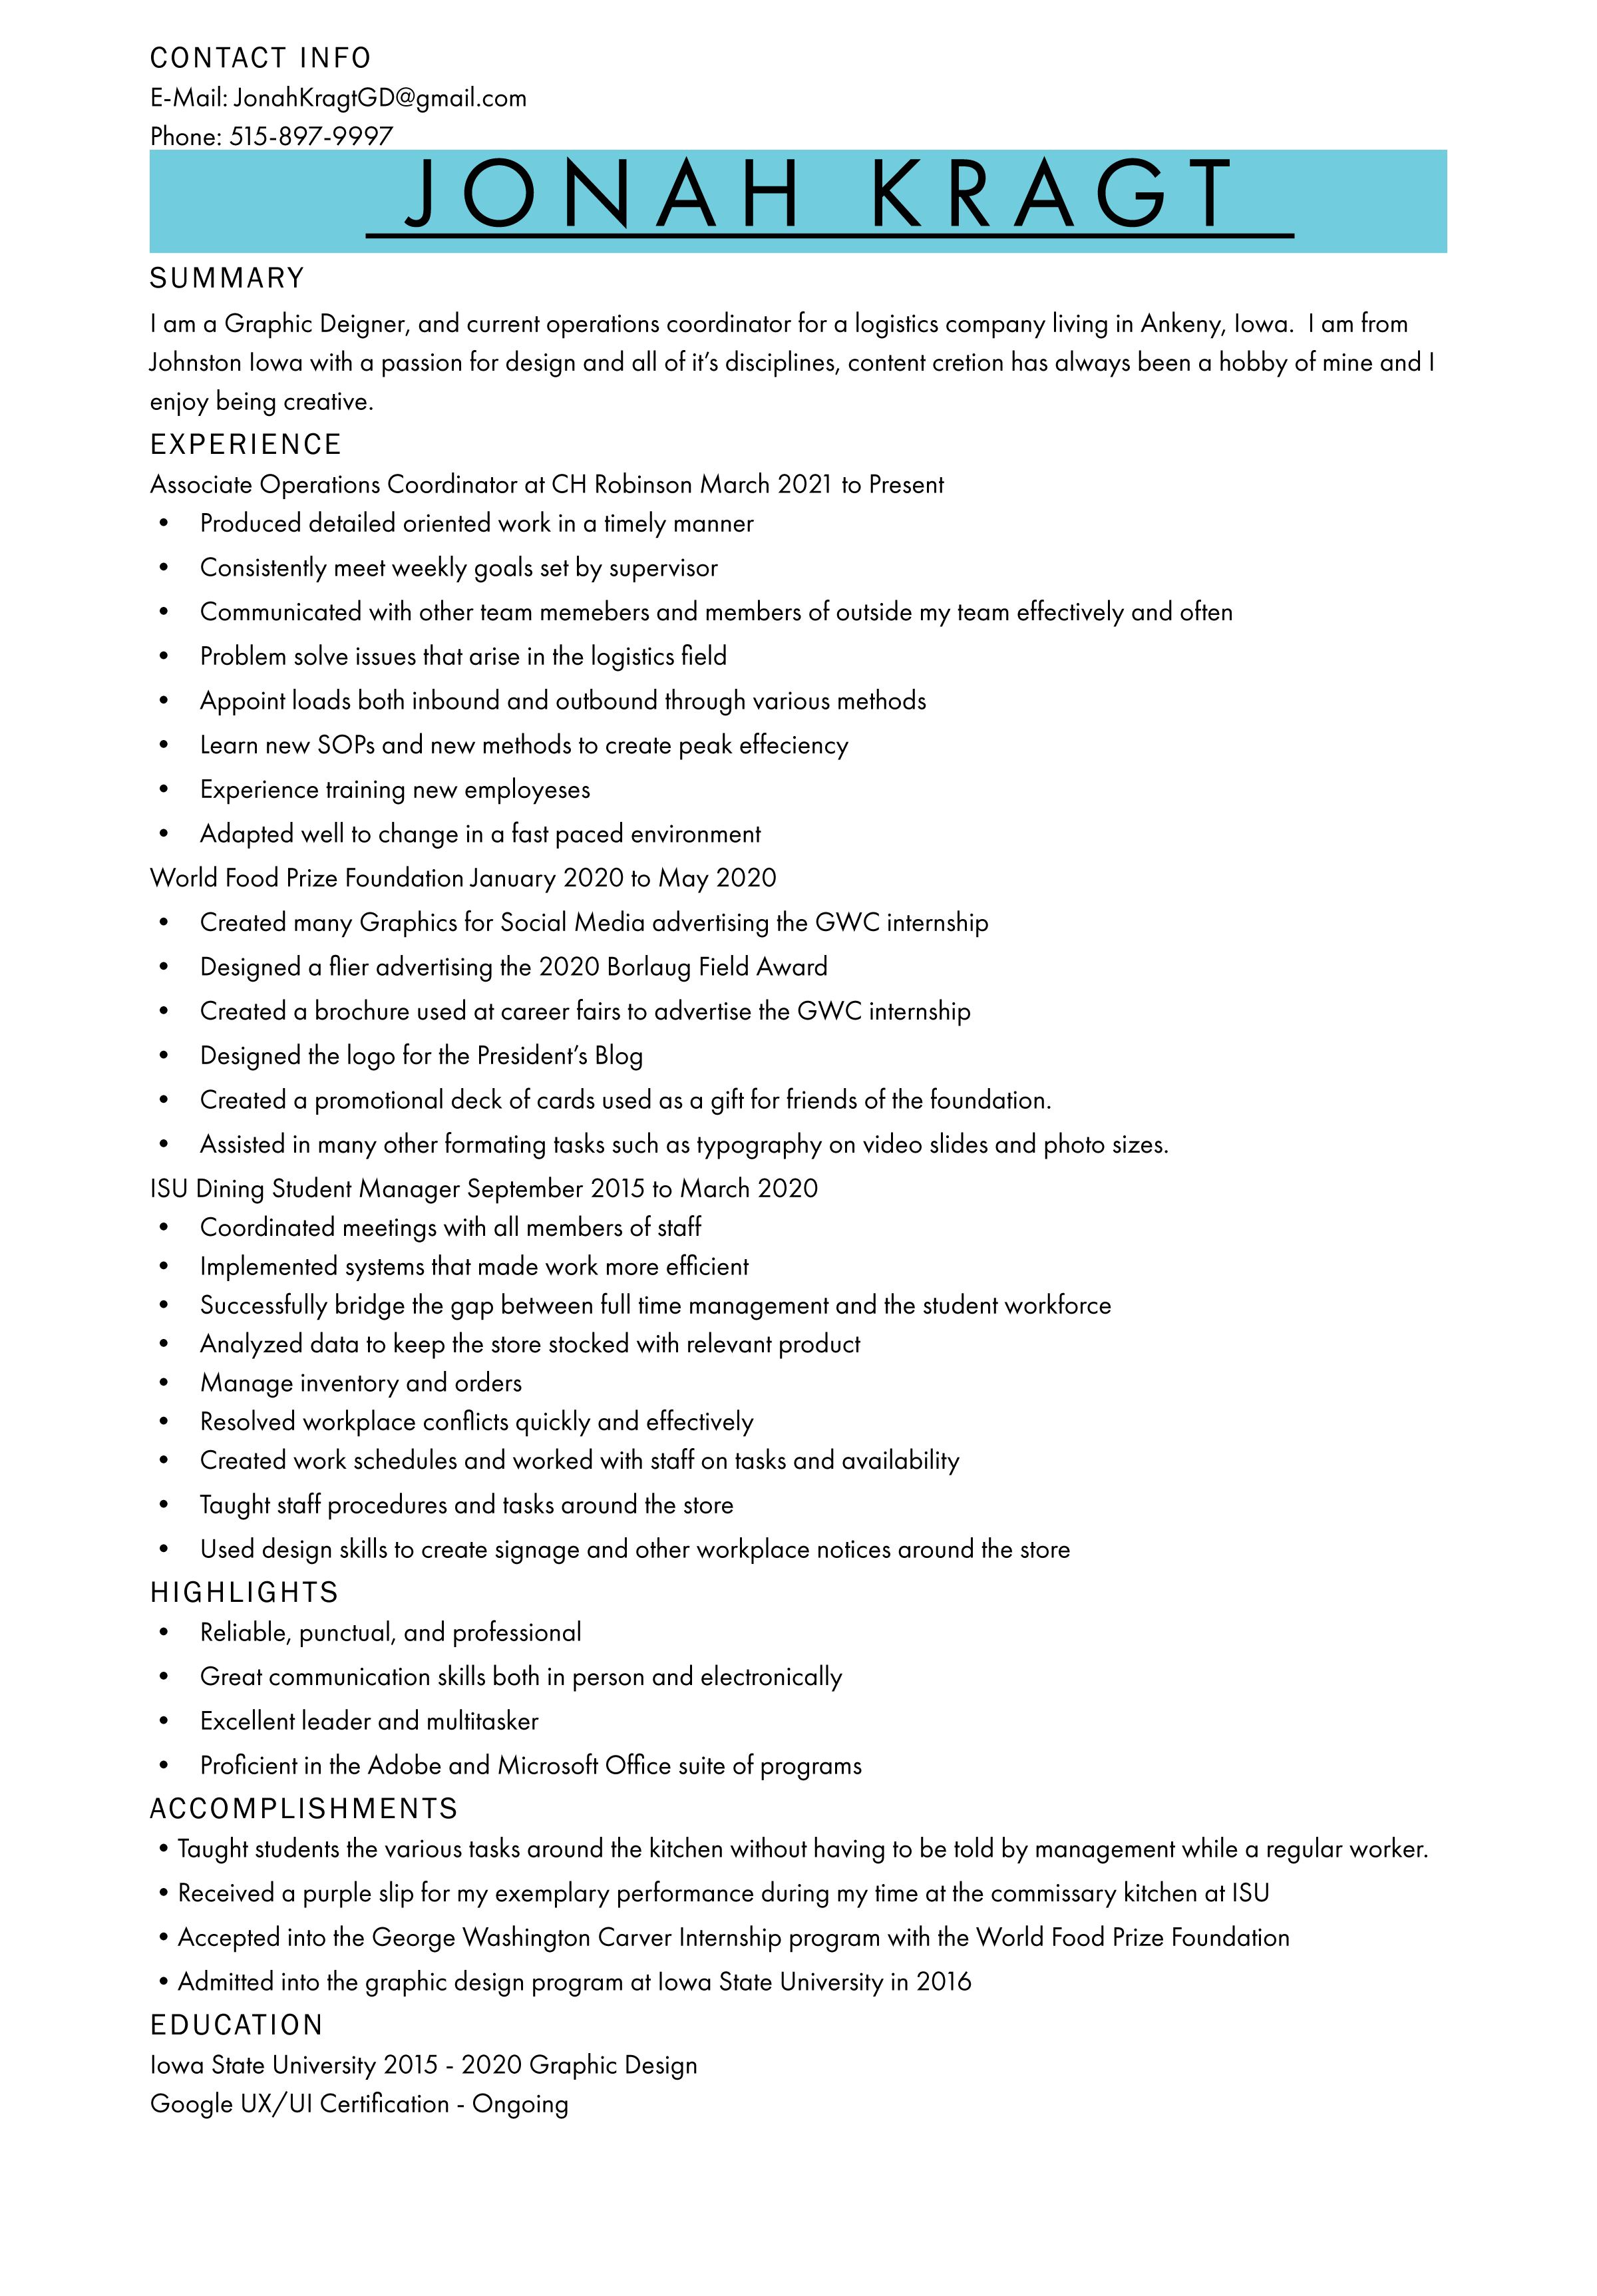 CONTACT INFO
E-Mail: JonahKragtGD@gmail.com
Phone: 515-897-9997
JONAH KRAGT
SUMMARY
I am a Graphic Deigner, and current operations coordinator for a logistics company living in Ankeny, Iowa.  I am from
Johnston Iowa with a passion for design and all of it’s disciplines, content cretion has always been a hobby of mine and I
enjoy being creative.
EXPERIENCE
Associate Operations Coordinator at CH Robinson March 2021 to Present
• Produced detailed oriented work in a timely manner
• Consistently meet weekly goals set by supervisor
• Communicated with other team memebers and members of outside my team effectively and often
• Problem solve issues that arise in the logistics field
• Appoint loads both inbound and outbound through various methods
• Learn new SOPs and new methods to create peak effeciency
• Experience training new employeses
• Adapted well to change in a fast paced environment
World Food Prize Foundation January 2020 to May 2020
• Created many Graphics for Social Media advertising the GWC internship
• Designed a flier advertising the 2020 Borlaug Field Award
• Created a brochure used at career fairs to advertise the GWC internship
• Designed the logo for the President’s Blog
• Created a promotional deck of cards used as a gift for friends of the foundation.
• Assisted in many other formating tasks such as typography on video slides and photo sizes.
ISU Dining Student Manager September 2015 to March 2020
• Coordinated meetings with all members of staff
• Implemented systems that made work more efficient
• Successfully bridge the gap between full time management and the student workforce
• Analyzed data to keep the store stocked with relevant product
• Manage inventory and orders
• Resolved workplace conflicts quickly and effectively
• Created work schedules and worked with staff on tasks and availability
• Taught staff procedures and tasks around the store
• Used design skills to create signage and other workplace notices around the store
HIGHLIGHTS
• Reliable, punctual, and professional
• Great communication skills both in person and electronically
• Excellent leader and multitasker
• Proficient in the Adobe and Microsoft Office suite of programs
ACCOMPLISHMENTS
• Taught students the various tasks around the kitchen without having to be told by management while a regular worker.
• Received a purple slip for my exemplary performance during my time at the commissary kitchen at ISU
• Accepted into the George Washington Carver Internship program with the World Food Prize Foundation
• Admitted into the graphic design program at Iowa State University in 2016
EDUCATION
Iowa State University 2015 - 2020 Graphic Design
Google UX/UI Certification - Ongoing